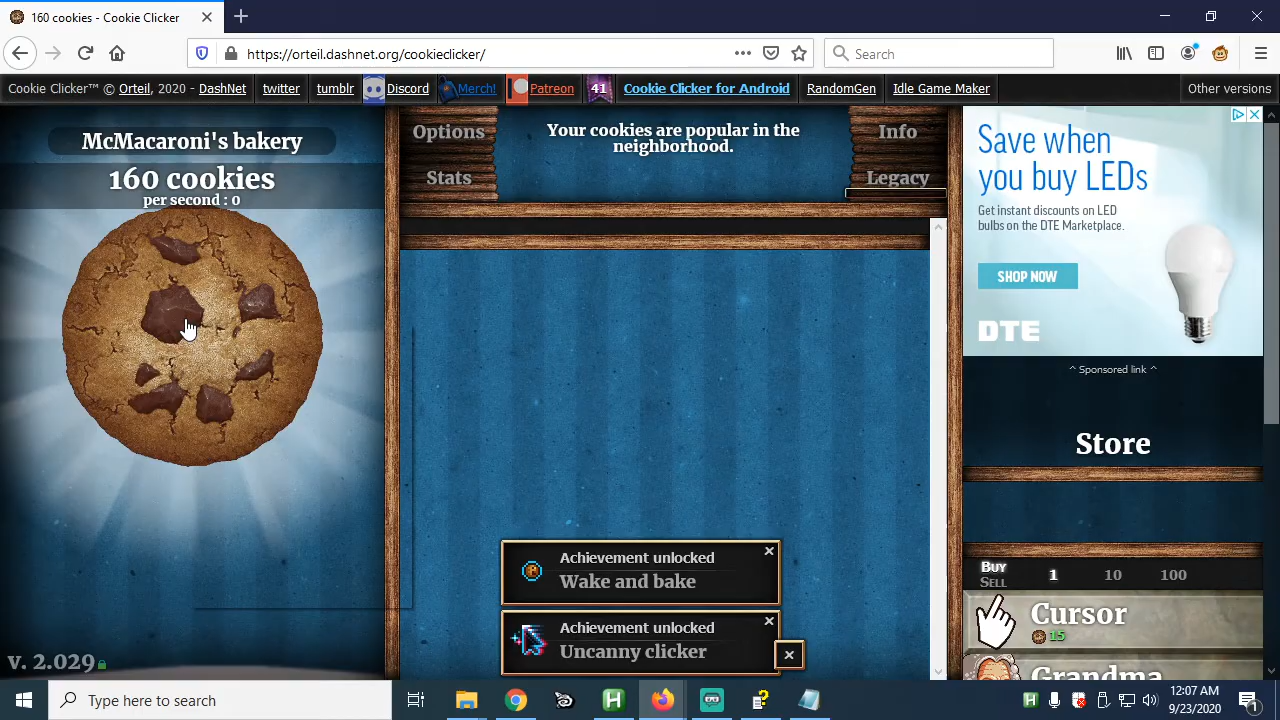 160 cookies - Cookie Clicker
https://orteil.dashnet.org/cookieclicker/
Search
Cookie Clicker™ © Orteil, 2020 - DashNet
twitter
tumblr
Discord
Merch!
Patreon
41
Cookie Clicker for Android
RandomGen
Idle Game Maker
Other versions
McMacaroni's bakery
160 cookies
per second : 0
Options
Stats
Your cookies are popular in the
neighborhood.
Info
Legacy
Save when
you buy LEDs
Get instant discounts on LED
bulbs on the DTE Marketplace.
SHOP NOW
DTE
^ Sponsored link ^
Store
Buy
Sell
1
10
100
Cursor
15
Grandma
Achievement unlocked
Wake and bake
Achievement unlocked
Uncanny clicker
v. 2.029
Type here to search
12:07 AM
9/23/2020
1